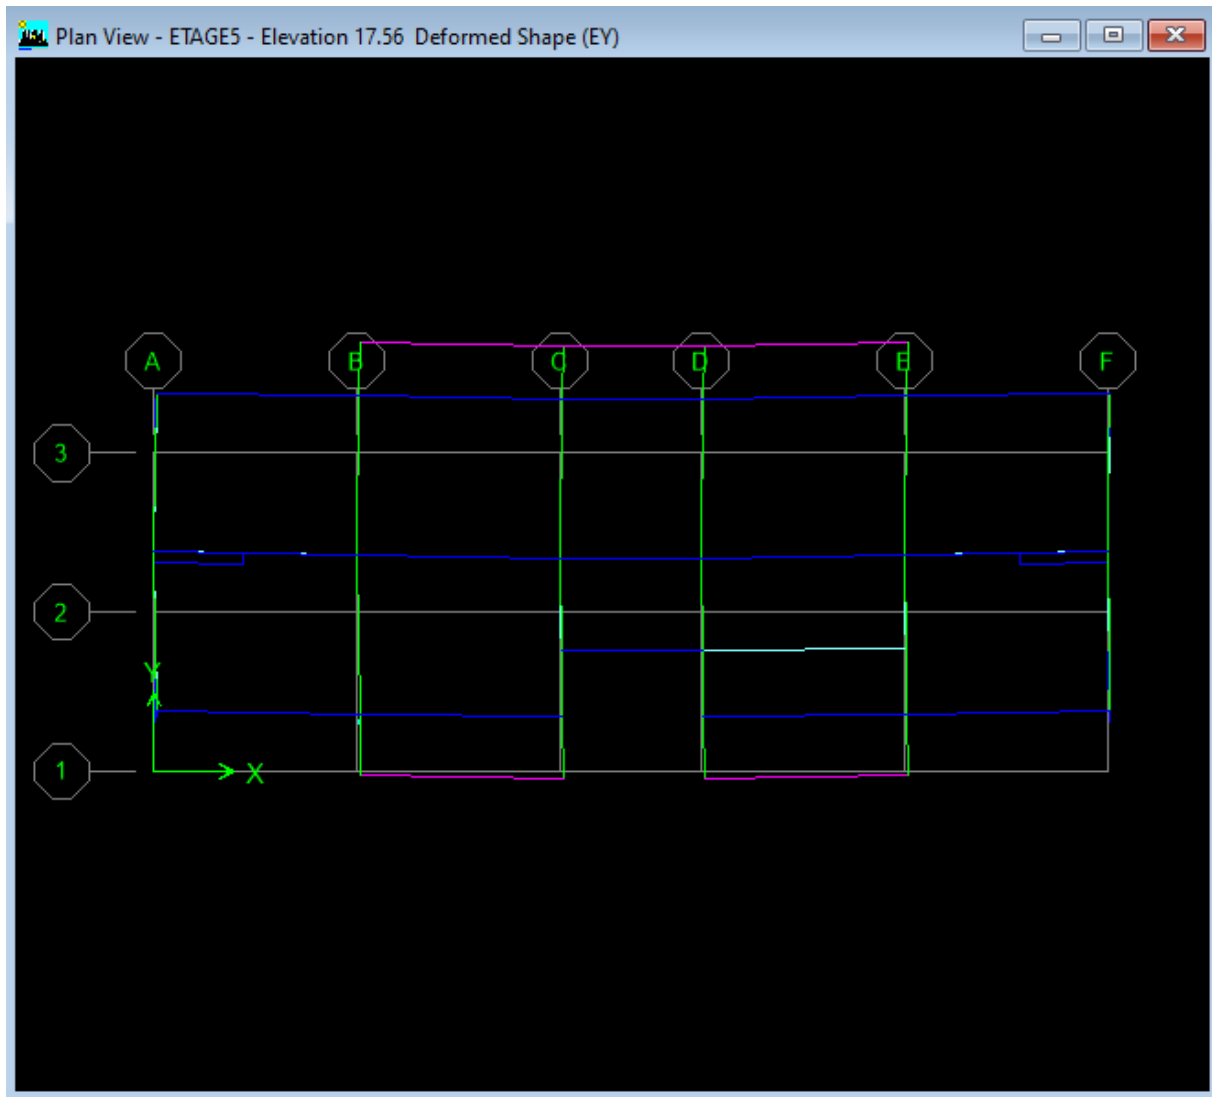 Plan View - ETAGE5 - Elevation 17.56 Deformed Shape (EY)
A B C D E F
3
2
Y
1
X